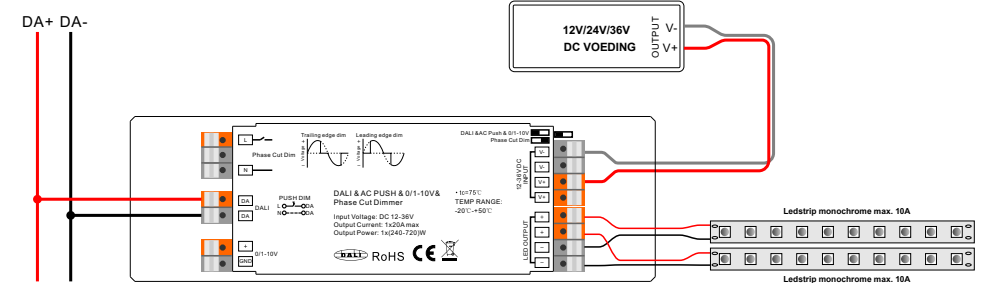 DA+ DA-
12V/24V/36V
DC VOEDING
OUTPUT
V-
V+
DALI &AC Push & 0/1-10V
Phase Cut Dim
Trailing edge dim
Leading edge dim
L
Phase Cut Dim
N
V-
V-
V+
V+
12-36VDC
INPUT
DA
DA
DALI
PUSH DIM
L DA
N DA
DALI & AC PUSH & 0/1-10V&
Phase Cut Dimmer
Input Voltage: DC 12-36V
Output Current: 1x20A max
Output Power: 1x(240-720)W
• tc=75℃
TEMP RANGE:
-20℃-+50℃
+
+
−
−
LED OUTPUT
+
GND
0/1-10V
DALI
RoHS
CE
Ledstrip monochrome max. 10A
Ledstrip monochrome max. 10A